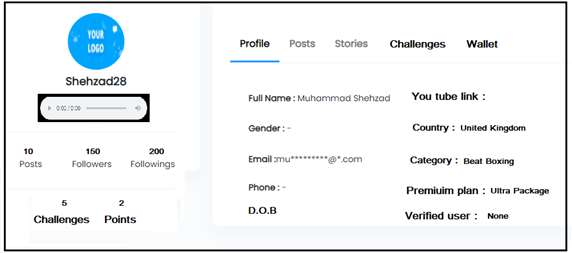 YOUR
LOGO
Shehzad28
0:00 / 0:00
10 150 200
Posts Followers Followings
5 2
Challenges Points
Profile Posts Stories Challenges Wallet
Full Name : Muhammad Shehzad You tube link :
Gender : - Country : United Kingdom
Email :mu*********@*.com Category : Beat Boxing
Phone : - Premiuim plan : Ultra Package
D.O.B Verified user : None